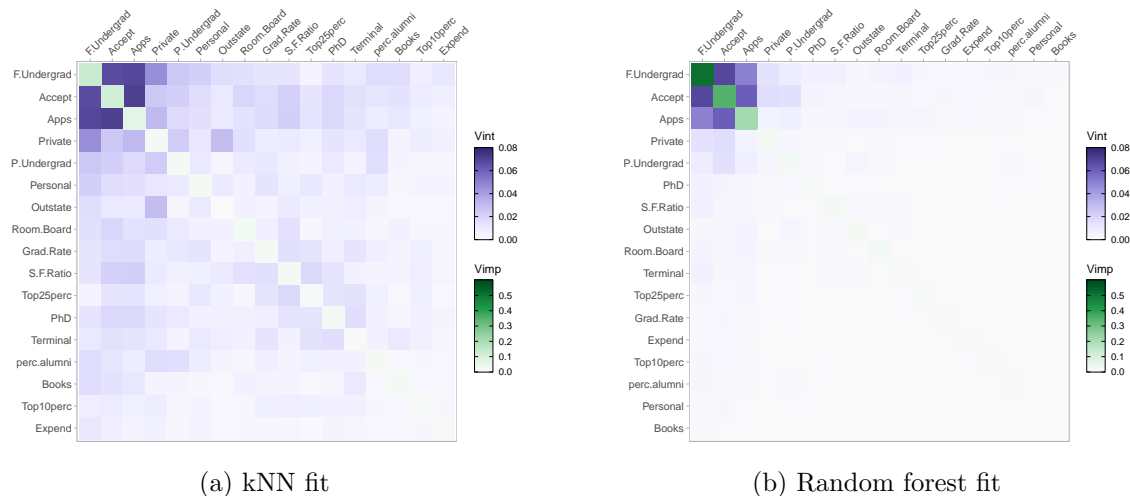 F.Undergrad
Accept
Apps
Private
P.Undergrad
Personal
Outstate
Room.Board
Grad.Rate
S.F.Ratio
Top25perc
PhD
Terminal
perc.alumni
Books
Top10perc
Expend
F.Undergrad
Accept
Apps
Private
P.Undergrad
Personal
Outstate
Room.Board
Grad.Rate
S.F.Ratio
Top25perc
PhD
Terminal
perc.alumni
Books
Top10perc
Expend
Vint
0.08
0.06
0.04
0.02
0.00
Vimp
0.5
0.4
0.3
0.2
0.1
0.0
(a) kNN fit
F.Undergrad
Accept
Apps
Private
P.Undergrad
PhD
S.F.Ratio
Outstate
Room.Board
Terminal
Top25perc
Grad.Rate
Expend
Top10perc
perc.alumni
Personal
Books
F.Undergrad
Accept
Apps
Private
P.Undergrad
PhD
S.F.Ratio
Outstate
Room.Board
Terminal
Top25perc
Grad.Rate
Expend
Top10perc
perc.alumni
Personal
Books
Vint
0.08
0.06
0.04
0.02
0.00
Vimp
0.5
0.4
0.3
0.2
0.1
0.0
(b) Random forest fit